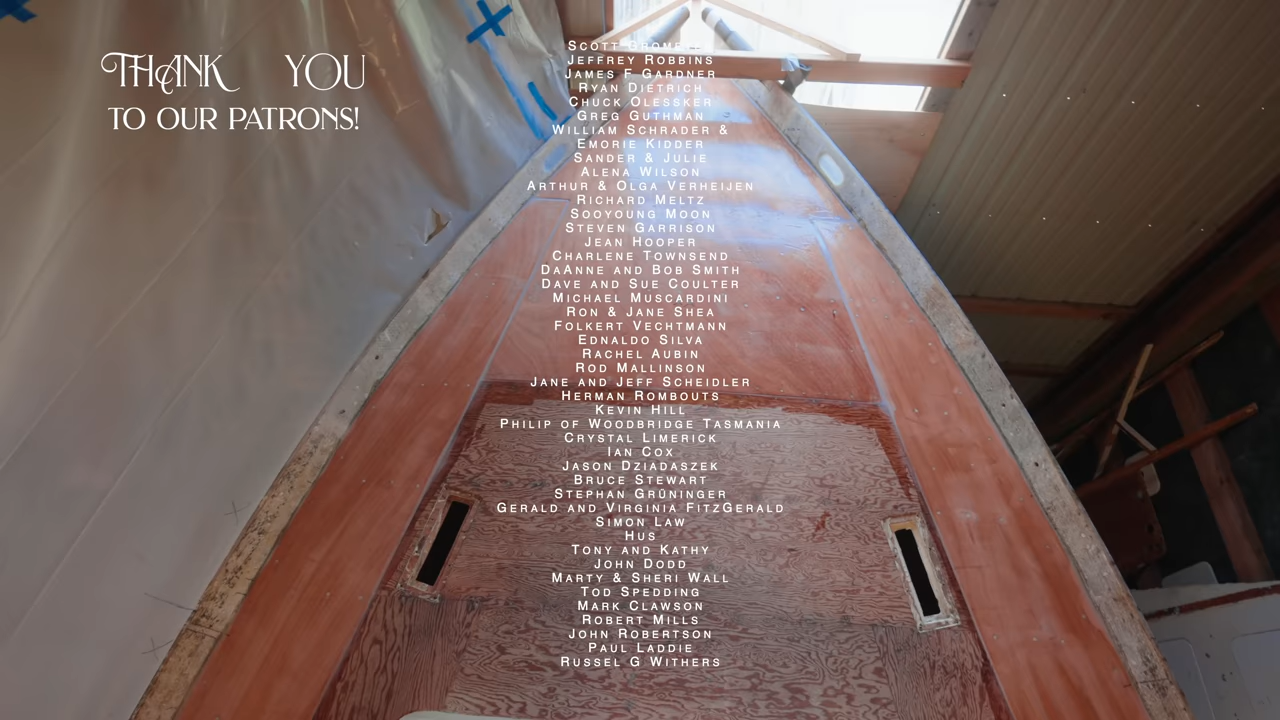 THANK YOU
TO OUR PATRONS!
SCOTT
JEFFREY ROBBINS
JAMES F GARDNER
RYAN DIETRICH
CHUCK OLESSKER
GREG GUTHMAN
WILLIAM SCHRADER &
EMORIE KIDDER
SANDER & JULIE
ALENA WILSON
ARTHUR & OLGA VERHEIJEN
RICHARD MELTZ
SOOYOUNG MOON
STEVEN GARRISON
JEAN HOOPER
CHARLENE TOWNSEND
DAANNE AND BOB SMITH
DAVE AND SUE COULTER
MICHAEL MUSCARDINI
RON & JANE SHEA
FOLKERT VECHTMANN
EDNALDO SILVA
RACHEL AUBIN
ROD MALLINSON
JANE AND JEFF SCHEIDLER
HERMAN ROMBOUTS
KEVIN HILL
PHILIP OF WOODBRIDGE TASMANIA
CRYSTAL LIMERICK
IAN COX
JASON DZIADASZEK
BRUCE STEWART
STEPHAN GRÜNINGER
GERALD AND VIRGINIA FITZGERALD
SIMON LAW
HUS
TONY AND KATHY
JOHN DODD
MARTY & SHERI WALL
TOD SPEDDING
MARK CLAWSON
ROBERT MILLS
JOHN ROBERTSON
PAUL LADDIE
RUSSEL G WITHERS